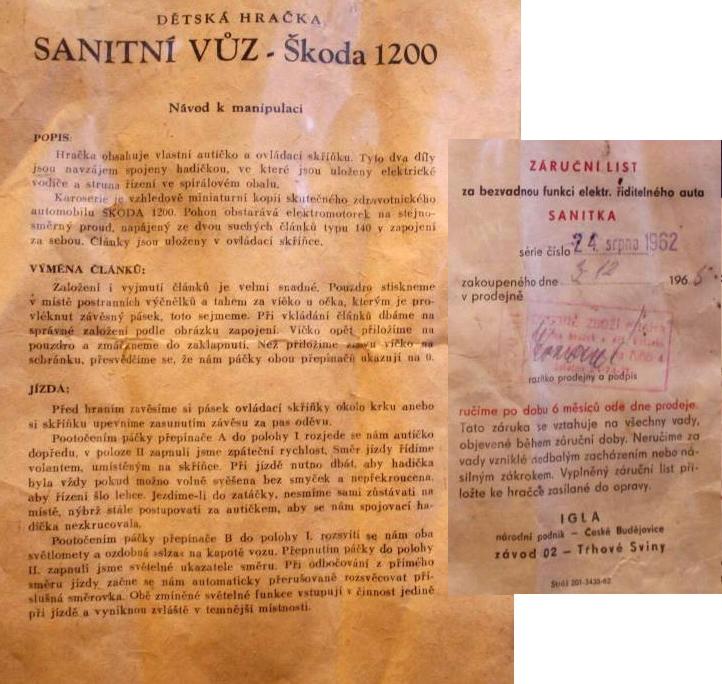 DĚTSKÁ HRAČKA
SANITNÍ VŮZ - Škoda 1200
Návod k manipulaci
POPIS:
Hračka obsahuje vlastní autíčko a ovládací skříňku. Tyto dva díly
jsou navzájem spojeny hadičkou, ve které jsou uloženy elektrické
vodiče a struna řízení ve spirálovém obalu.
Karoserie je vzhledově miniaturní kopií skutečného zdravotnického
automobilu ŠKODA 1200. Pohon obstarává elektromotorek na stejno-
směrný proud, napájený ze dvou suchých článků typu 140 v zapojení
za sebou. Články jsou uloženy v ovládací skříňce.
VÝMĚNA ČLÁNKŮ:
Založení i vyjmutí článků je velmi snadné. Pouzdro stiskneme
v místě postranních výčnělků a tahem za víčko u očka, kterým je pro-
vléknut závěsný pásek, toto sejmeme. Při vkládání článků dbáme na
správné založení podle obrázku zapojení. Víčko opět přiložíme na
pouzdro a zmáčkneme do zaklapnutí. Než přiložíme znovu víčko na
schránku, přesvědčíme se, že nám páčky obou přepínačů ukazují na 0.
JÍZDA:
Před hraním zavěsíme si pásek ovládací skříňky okolo krku anebo
si skříňku upevníme zasunutím závěsu za pas oděvu.
Pootočením páčky přepínače A do polohy I rozjede se nám autíčko
dopředu, v poloze II zapnuli jsme zpáteční rychlost. Směr jízdy řídíme
volantem, umístěným na skříňce. Při jízdě nutno dbát, aby hadička
byla vždy pokud možno volně svěšena bez smyček a nepřekroucena,
aby řízení šlo lehce. Jezdíme-li do zatáčky, nesmíme sami zůstávati na
místě, nýbrž stále postupovati za autíčkem, aby se nám spojovací ha-
dička nezkrucovala.
Pootočením páčky přepínače B do polohy I. rozsvítí se nám oba
světlomety a ozdobná »slza« na kapotě vozu. Přepnutím páčky do polohy
II. zapnuli jsme světelné ukazatele směru. Při odbočování z přímého
směru jízdy začne se nám automaticky přerušovaně rozsvěcovat pří-
slušná směrovka. Obě zmíněné světelné funkce vstupují v činnost jedině
při jízdě a vyniknou zvláště v temnější místnosti.
ZÁRUČNÍ LIST
za bezvadnou funkci elektr. řiditelného auta
SANITKA
série číslo 24. srpna 1962
zakoupeného dne 12 196
v prodejně
razítko prodejny a podpis
ručíme po dobu 6 měsíců ode dne prodeje.
Tato záruka se vztahuje na všechny vady,
objevené během záruční doby. Neručíme za
vady vzniklé nedbalým zacházením nebo ná-
silným zákrokem. Vyplněný záruční list při-
ložte ke hračce zasílané do opravy.
IGLA
národní podnik – České Budějovice
závod 02 – Trhové Sviny